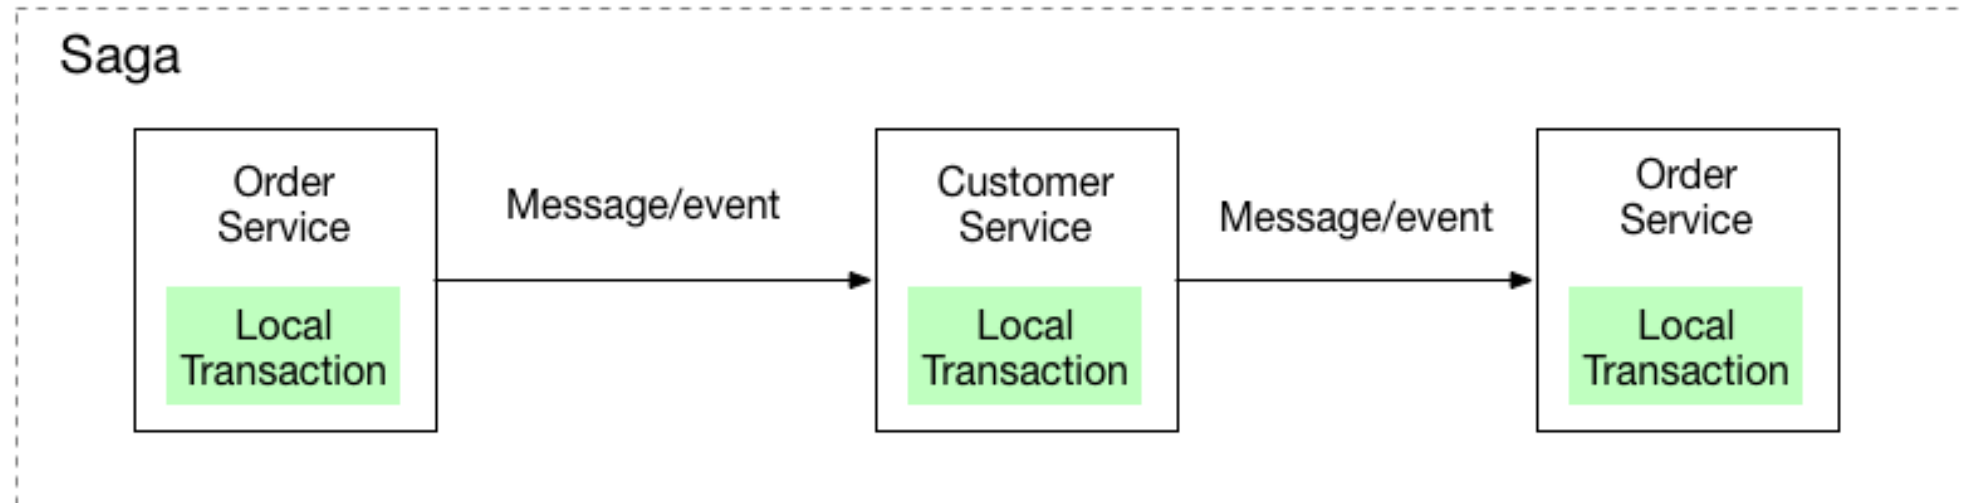 Saga
Order
Service
Message/event
Customer
Service
Message/event
Order
Service
Local
Transaction
Local
Transaction
Local
Transaction